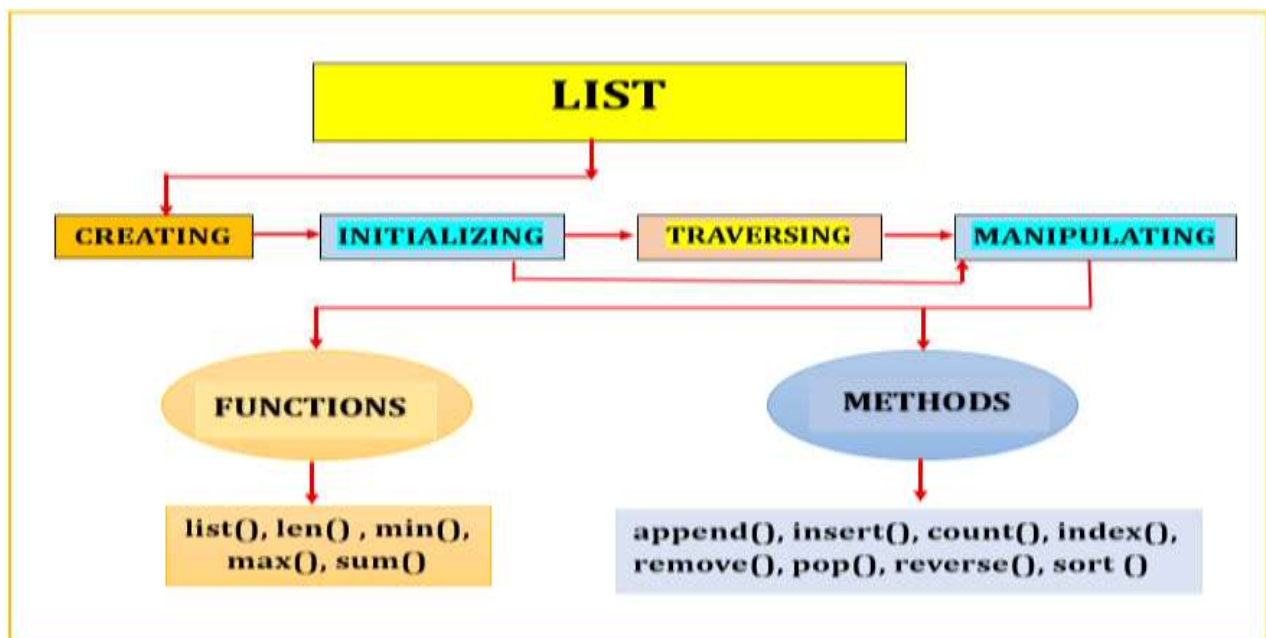 LIST
CREATING
INITIALIZING
TRAVERSING
MANIPULATING
FUNCTIONS
METHODS
list(), len() , min(),
max(), sum()
append(), insert(), count(), index(),
remove(), pop(), reverse(), sort ()